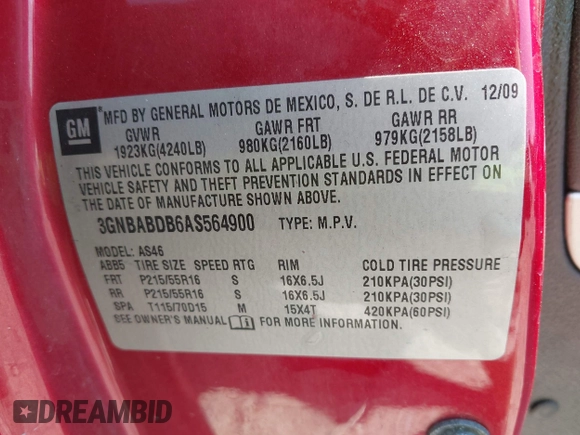 GM
MFD BY GENERAL MOTORS DE MEXICO, S. DE R.L. DE C.V. 12/09
GVWR GAWR FRT GAWR RR
1923KG(4240LB) 980KG(2160LB) 979KG(2158LB)
THIS VEHICLE CONFORMS TO ALL APPLICABLE U.S. FEDERAL MOTOR
VEHICLE SAFETY AND THEFT PREVENTION STANDARDS IN EFFECT ON
THE DATE OF MANUFACTURE SHOWN ABOVE.
3GNBABDB6AS564900 TYPE: M.P.V.
MODEL: AS46
ABB5 TIRE SIZE SPEED RTG RIM COLD TIRE PRESSURE
FRT P215/55R16 S 16X6.5J 210KPA(30PSI)
RR P215/55R16 S 16X6.5J 210KPA(30PSI)
SPA T115/70D15 M 15X4T 420KPA(60PSI)
SEE OWNER'S MANUAL FOR MORE INFORMATION.
DREAMBID